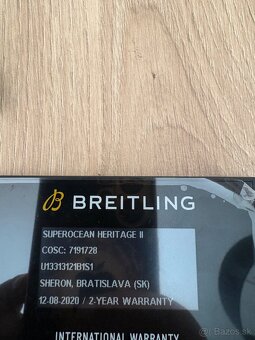 BREITLING
SUPEROCEAN HERITAGE II
COSC: 7191728
U13313121B1S1
SHERON, BRATISLAVA (SK)
12-08-2020 / 2-YEAR WARRANTY
INTERNATIONAL WARRANTY
Bazos.sk